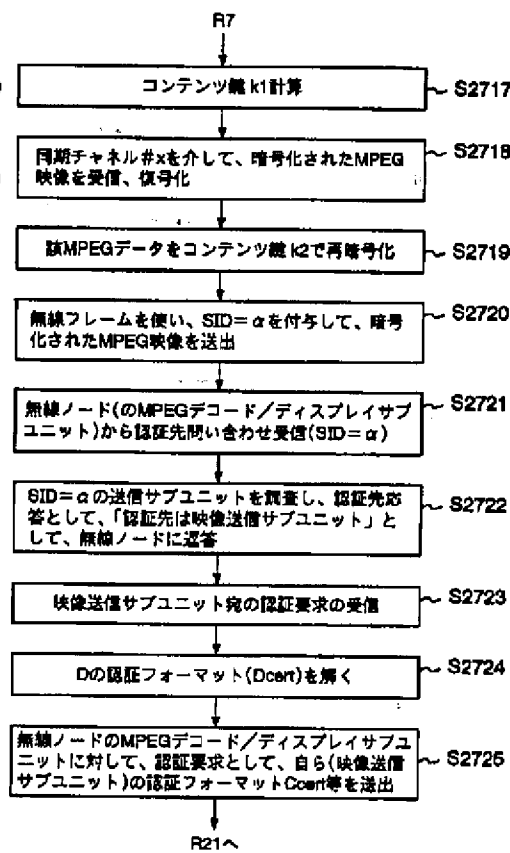 R7
コンテンツ鍵 k1計算
S2717
同期チャネル#xを介して、暗号化されたMPEG
映像を受信、復号化
S2718
該MPEGデータをコンテンツ鍵 k2で再暗号化
S2719
無線フレームを使い、SID=αを付与して、暗号
化されたMPEG映像を送出
S2720
無線ノード(のMPEGデコード/ディスプレイサブ
ユニット)から認証先問い合わせ受信(SID=α)
S2721
SID=αの送信サブユニットを調査し、認証先応
答として、「認証先は映像送信サブユニット」と
して、無線ノードに返答
S2722
映像送信サブユニット宛の認証要求の受信
S2723
Dの認証フォーマット(Dcert)を解く
S2724
無線ノードのMPEGデコード/ディスプレイサブユ
ニットに対して、認証要求として、自ら(映像送信
サブユニット)の認証フォーマットCcert等を送出
S2725
R21へ